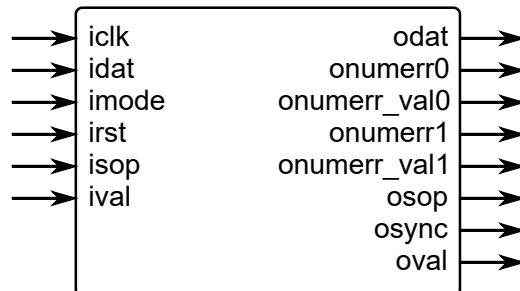 iclk odat
idat onumerr0
imode onumerr_val0
irst onumerr1
isop onumerr_val1
ival osop
osync
oval